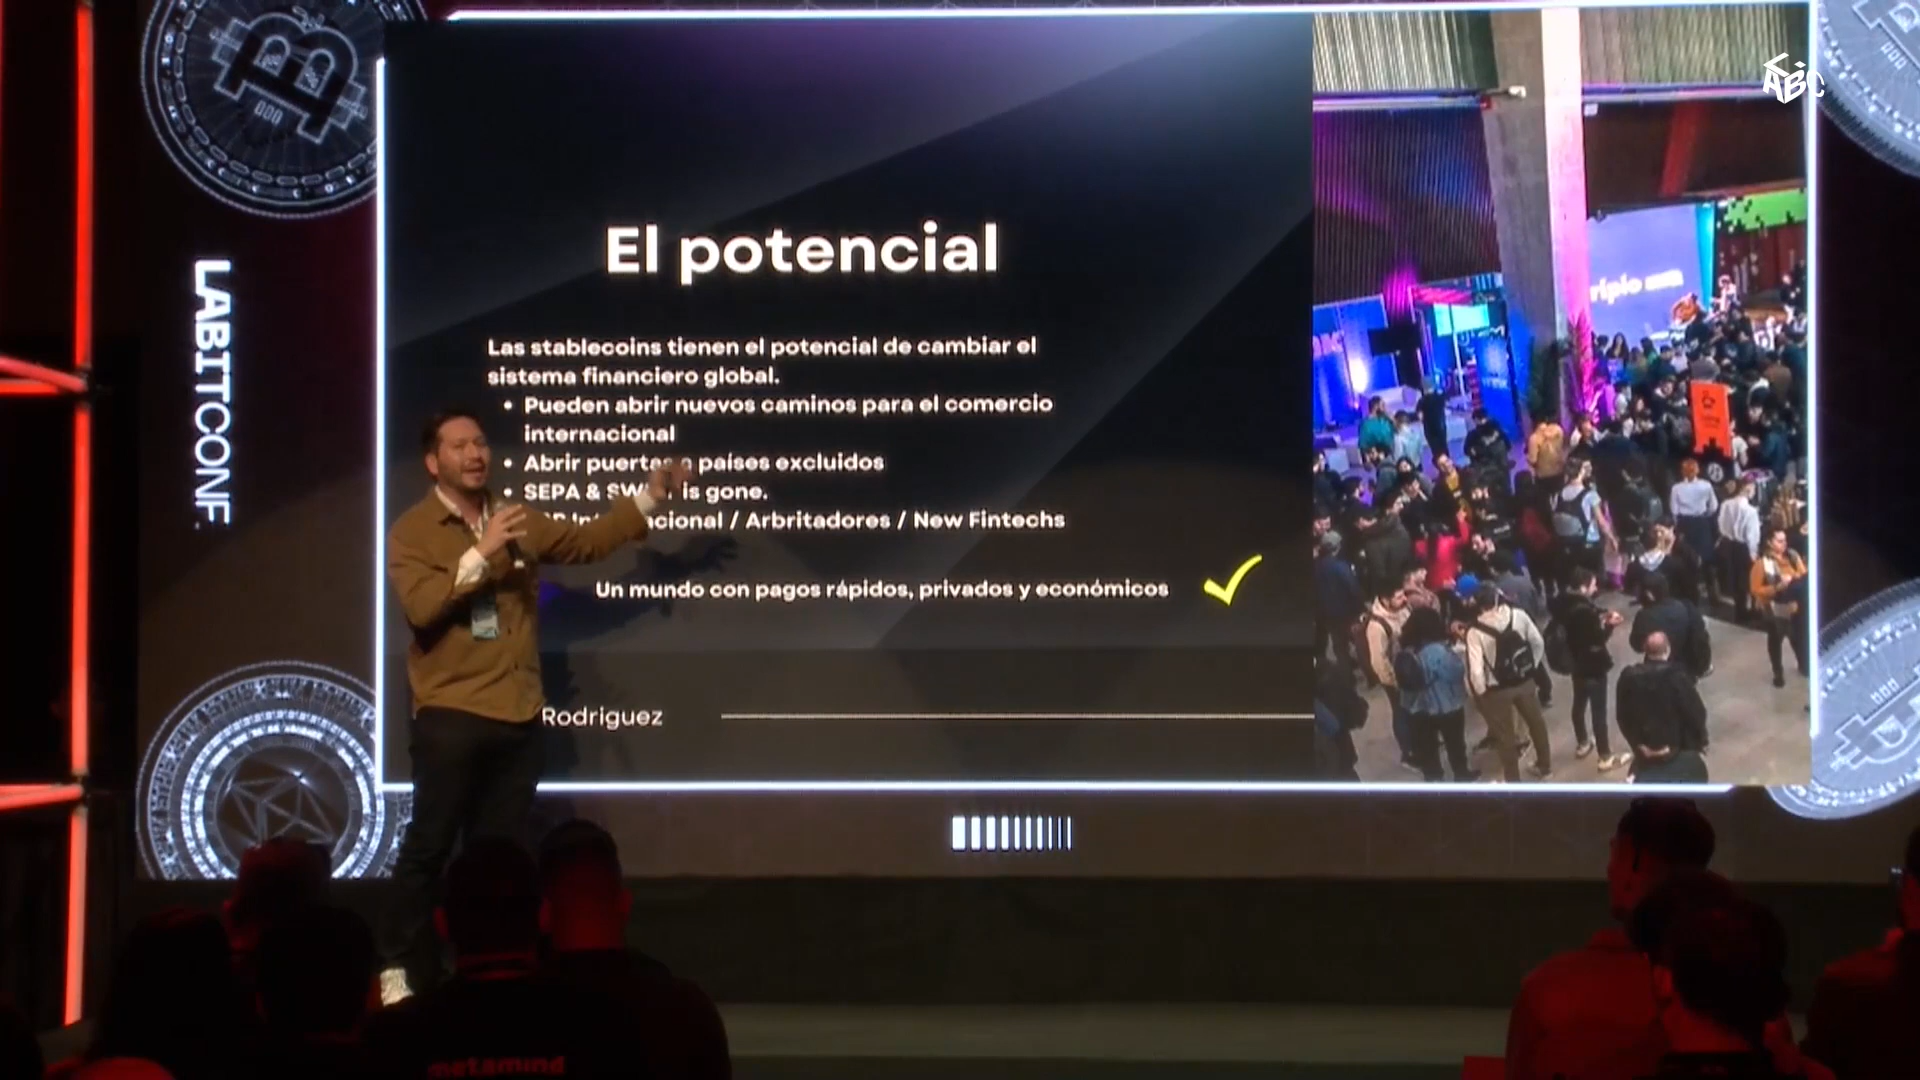 ABC
LABITCONF
El potencial
Las stablecoins tienen el potencial de cambiar el
sistema financiero global.
• Pueden abrir nuevos caminos para el comercio
internacional
• Abrir puertas a países excluidos
• SEPA & is gone.
/ Arbritadores / New Fintechs
Un mundo con pagos rápidos, privados y económicos
Rodriguez
metamind